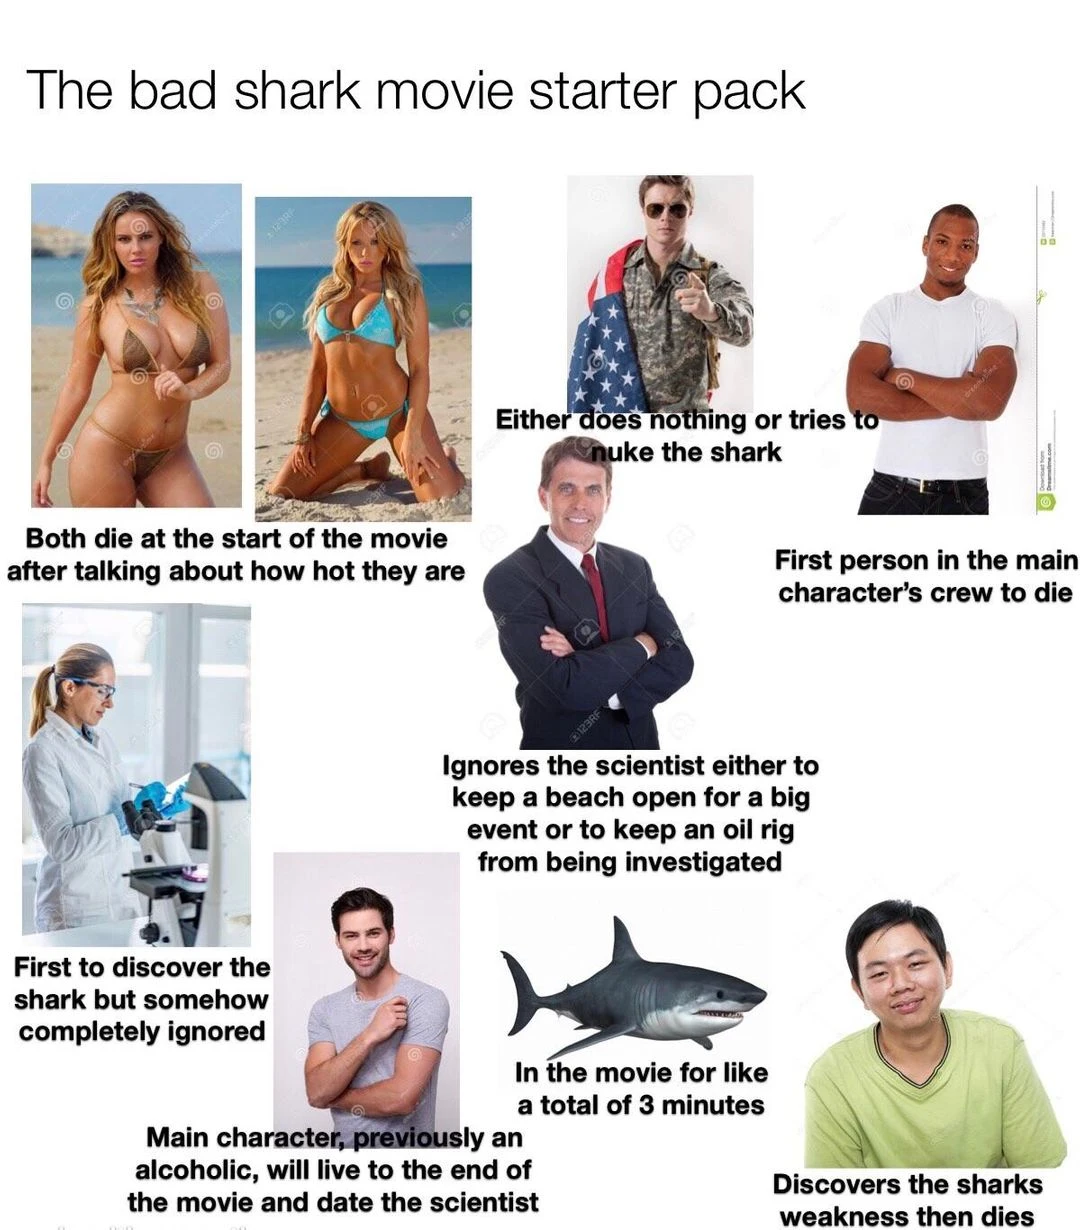 The bad shark movie starter pack
Either does nothing or tries to
nuke the shark
Both die at the start of the movie
after talking about how hot they are
First person in the main
character's crew to die
Ignores the scientist either to
keep a beach open for a big
event or to keep an oil rig
from being investigated
First to discover the
shark but somehow
completely ignored
In the movie for like
a total of 3 minutes
Main character, previously an
alcoholic, will live to the end of
the movie and date the scientist
Discovers the sharks
weakness then dies